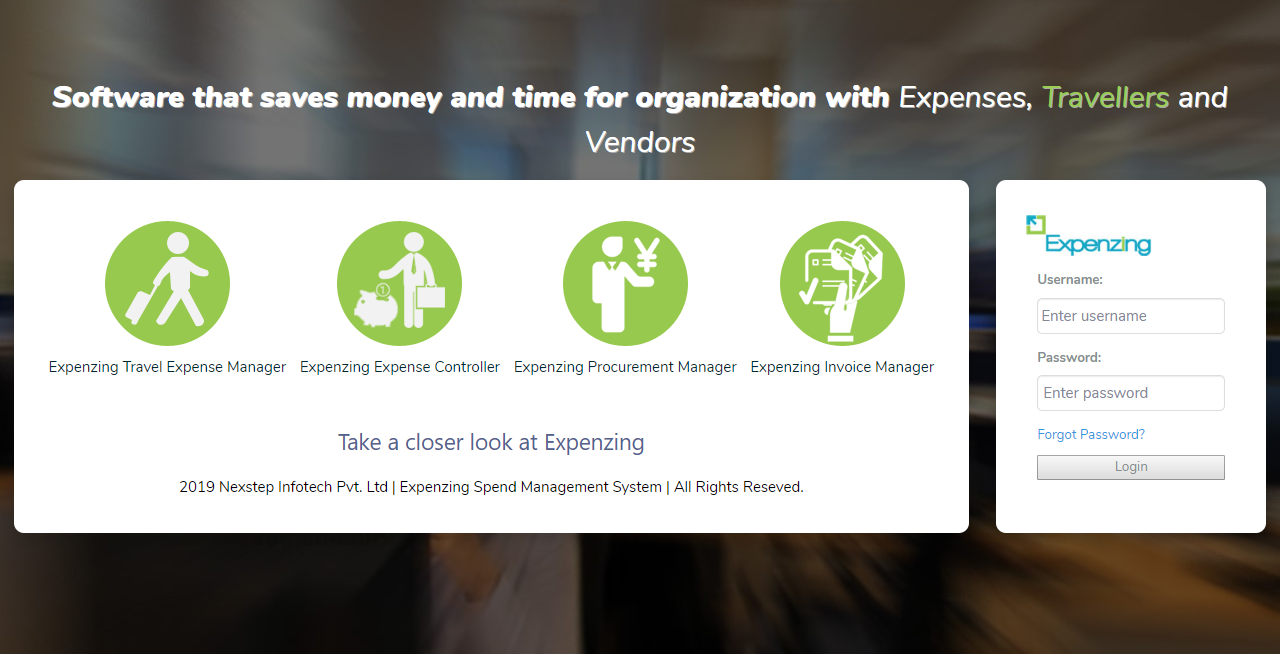 Software that saves money and time for organization with Expenses, Travellers and
Vendors
Expenzing
Username:
Enter username
Password:
Enter password
Forgot Password?
Login
Expenzing Travel Expense Manager
Expenzing Expense Controller
Expenzing Procurement Manager
Expenzing Invoice Manager
Take a closer look at Expenzing
2019 Nexstep Infotech Pvt. Ltd | Expenzing Spend Management System | All Rights Reseved.